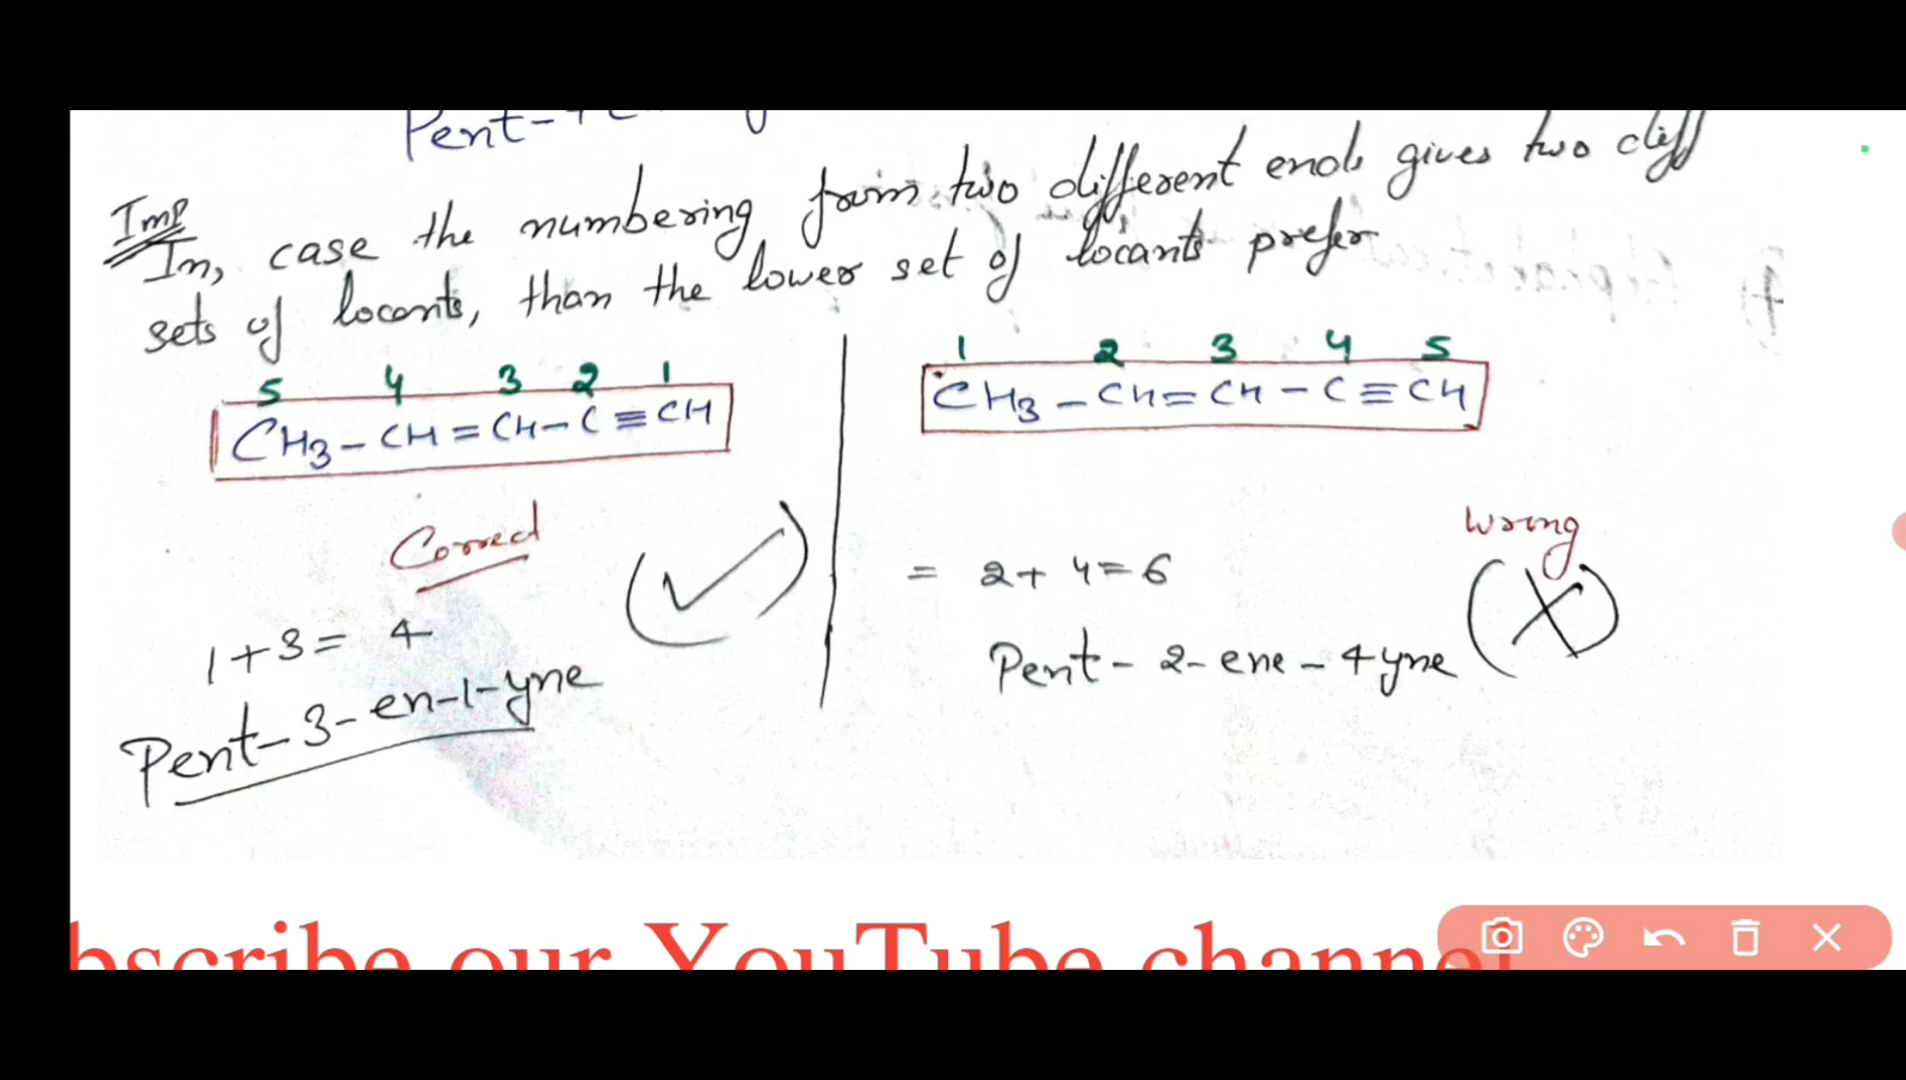 Pent-4
Imp
In, case the numbering from two different ends gives two diff
sets of locants, than the lower set of locants prefer
5 4 3 2 1
CH3 - CH = CH - C ≡ CH
Correct
1 + 3 = 4
Pent-3-en-1-yne
1 2 3 4 5
CH3 - CH = CH - C ≡ CH
Wrong
= 2 + 4 = 6
Pent - 2- ene - 4yne
bscribe our YouTube channel